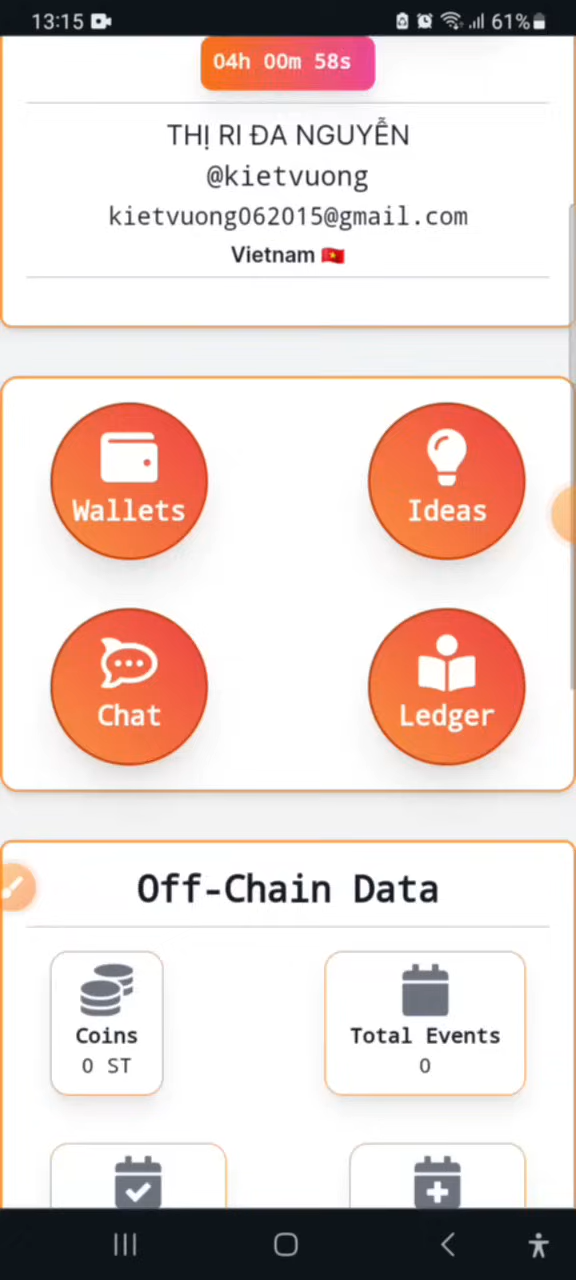 13:15 61%
04h 00m 58s
THỊ RI ĐA NGUYỄN
@kietvuong
kietvuong062015@gmail.com
Vietnam 🇻🇳
Wallets Ideas
Chat Ledger
Off-Chain Data
Coins Total Events
0 ST 0